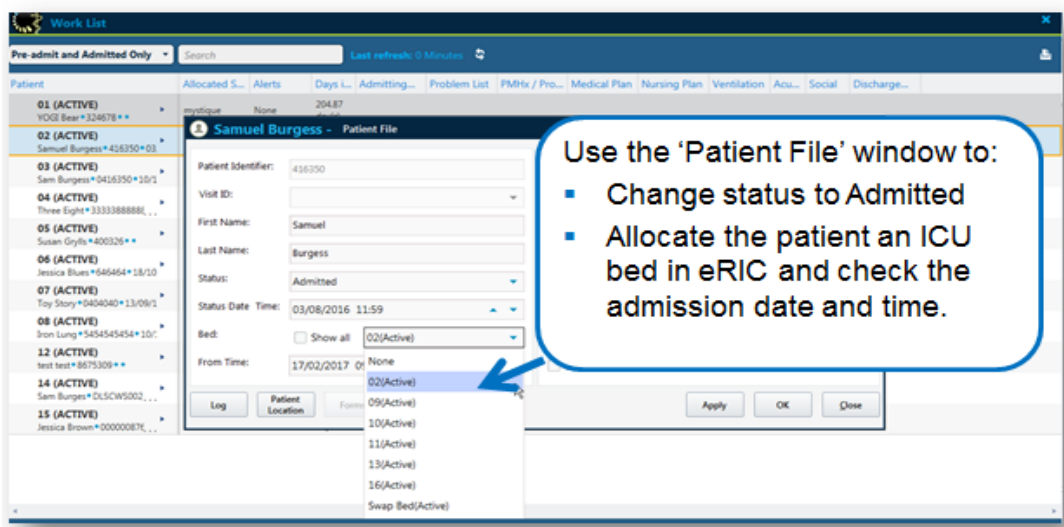 Work List
Pre-admit and Admitted Only Search Last refresh: 0 Minutes
Patient Allocated S... Alerts Days i... Admitting... Problem List PMHx / Pro... Medical Plan Nursing Plan Ventilation Acu... Social Discharge...
01 (ACTIVE)
YOGI Bear•324678•• mystique None 204.87
02 (ACTIVE)
Samuel Burgess•416350•03
03 (ACTIVE)
Sam Burgess•0416350•10/1
04 (ACTIVE)
Three Eight•
05 (ACTIVE)
Susan Grylls•400326••
06 (ACTIVE)
Jessica Blues•646464•18/10
07 (ACTIVE)
Toy Story•0404040•13/09/1
08 (ACTIVE)
Iron Lung•5454545454•10/
12 (ACTIVE)
test test•8675309••
14 (ACTIVE)
Sam Burges•DLSCWS002...
15 (ACTIVE)
Jessica Brown•
Samuel Burgess - Patient File
Patient Identifier: 416350
Visit ID:
First Name: Samuel
Last Name: Burgess
Status: Admitted
Status Date Time: 03/08/2016 11:59
Bed: Show all 02(Active)
From Time: 17/02/2017
None
02(Active)
09(Active)
10(Active)
11(Active)
13(Active)
16(Active)
Swap Bed(Active)
Log Patient Location Apply OK Close
Use the ‘Patient File’ window to:
▪ Change status to Admitted
▪ Allocate the patient an ICU
bed in eRIC and check the
admission date and time.